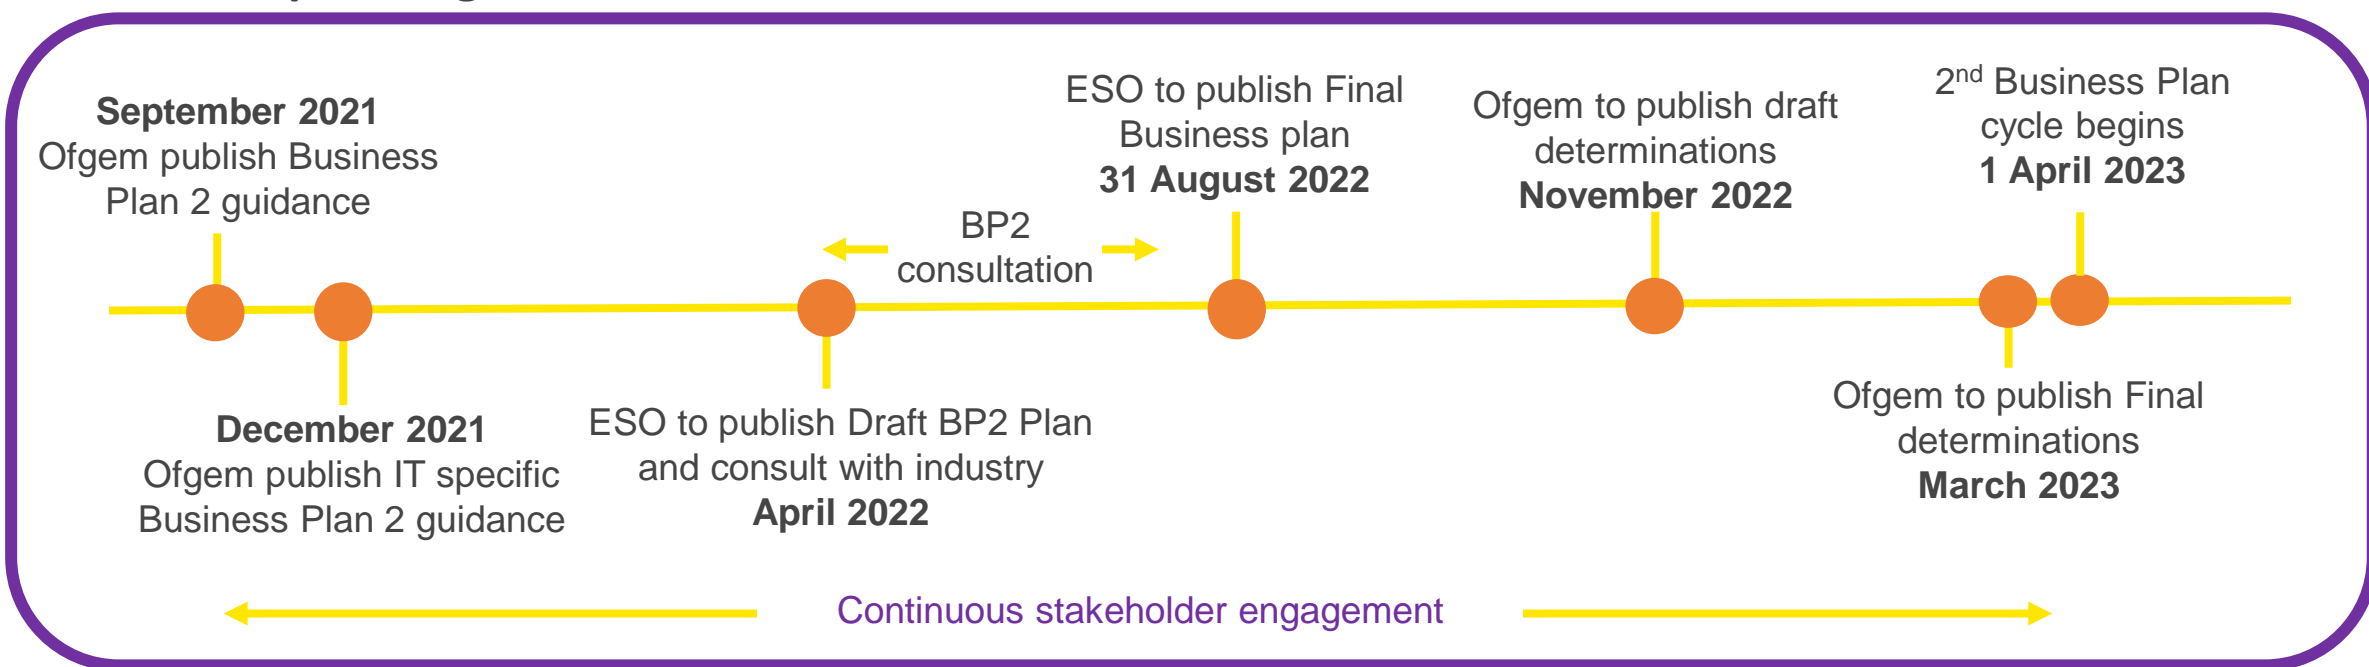 September 2021
Ofgem publish Business
Plan 2 guidance
December 2021
Ofgem publish IT specific
Business Plan 2 guidance
ESO to publish Draft BP2 Plan
and consult with industry
April 2022
BP2
consultation
ESO to publish Final
Business plan
31 August 2022
Ofgem to publish draft
determinations
November 2022
Ofgem to publish Final
determinations
March 2023
2nd Business Plan
cycle begins
1 April 2023
Continuous stakeholder engagement